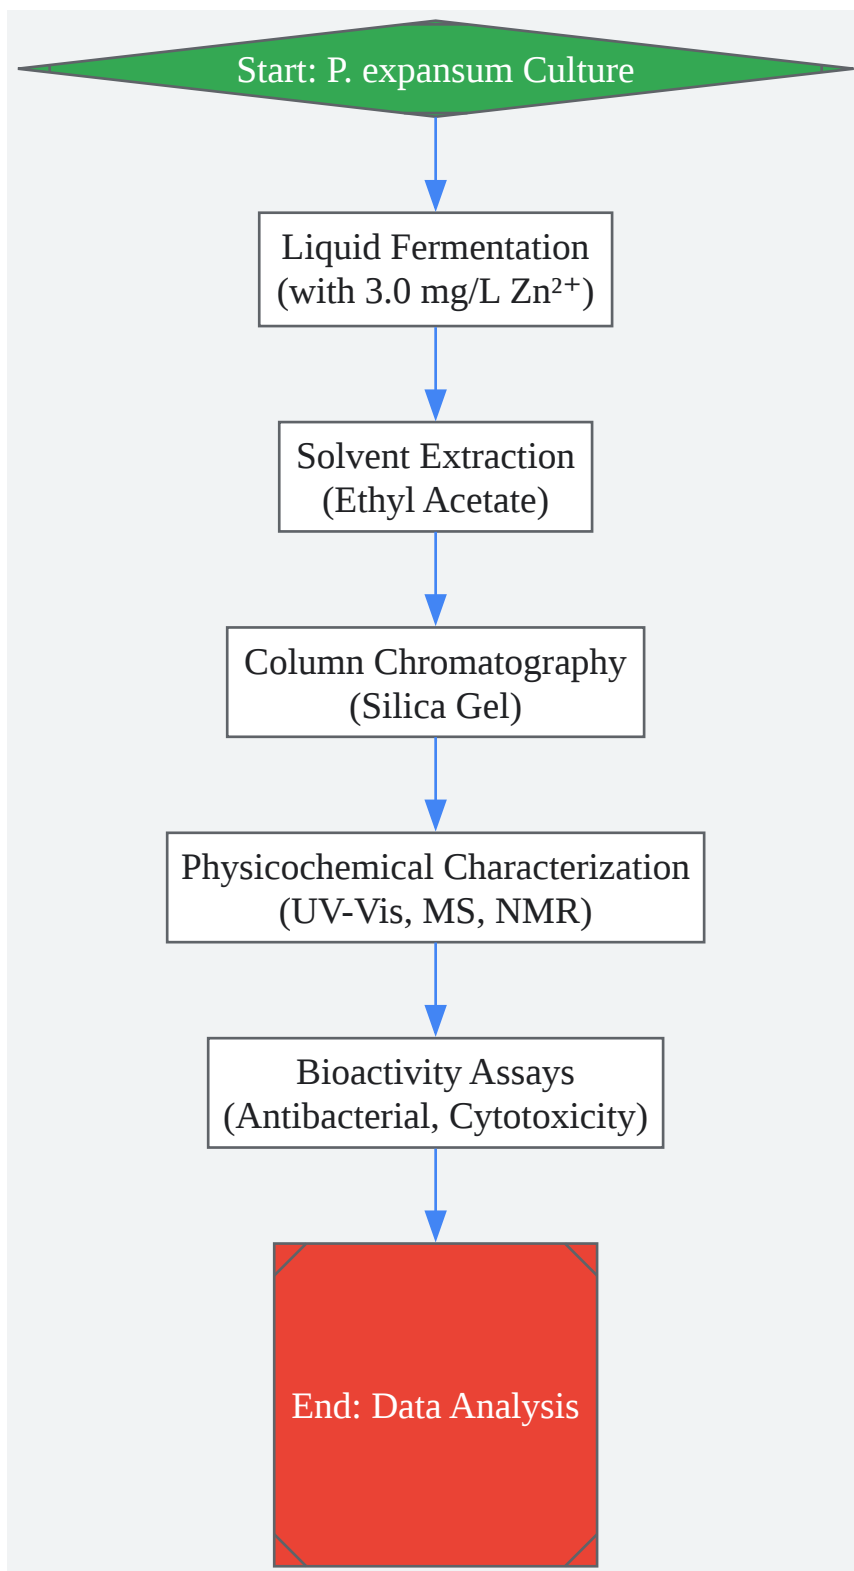 Start: P. expansum Culture
Liquid Fermentation
(with 3.0 mg/L Zn²⁺)
Solvent Extraction
(Ethyl Acetate)
Column Chromatography
(Silica Gel)
Physicochemical Characterization
(UV-Vis, MS, NMR)
Bioactivity Assays
(Antibacterial, Cytotoxicity)
End: Data Analysis